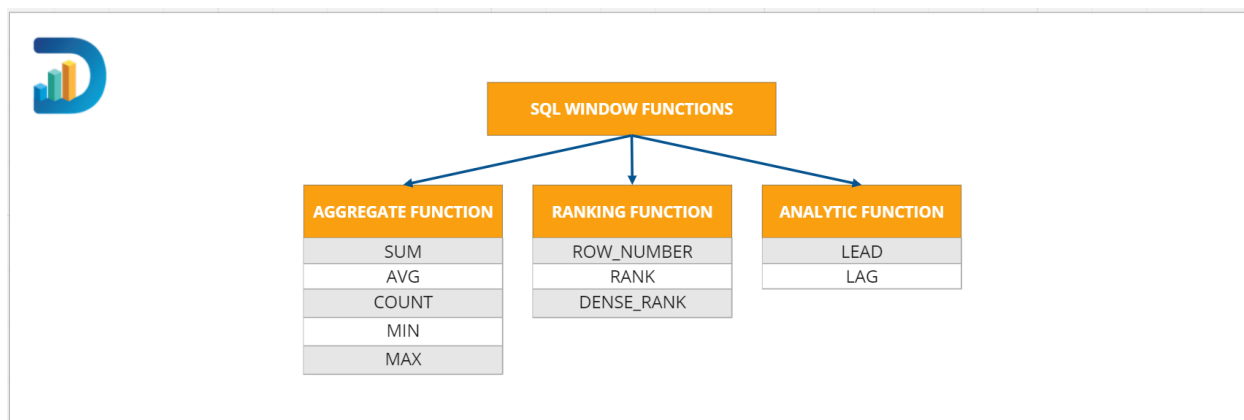 SQL WINDOW FUNCTIONS
AGGREGATE FUNCTION
SUM
AVG
COUNT
MIN
MAX
RANKING FUNCTION
ROW_NUMBER
RANK
DENSE_RANK
ANALYTIC FUNCTION
LEAD
LAG